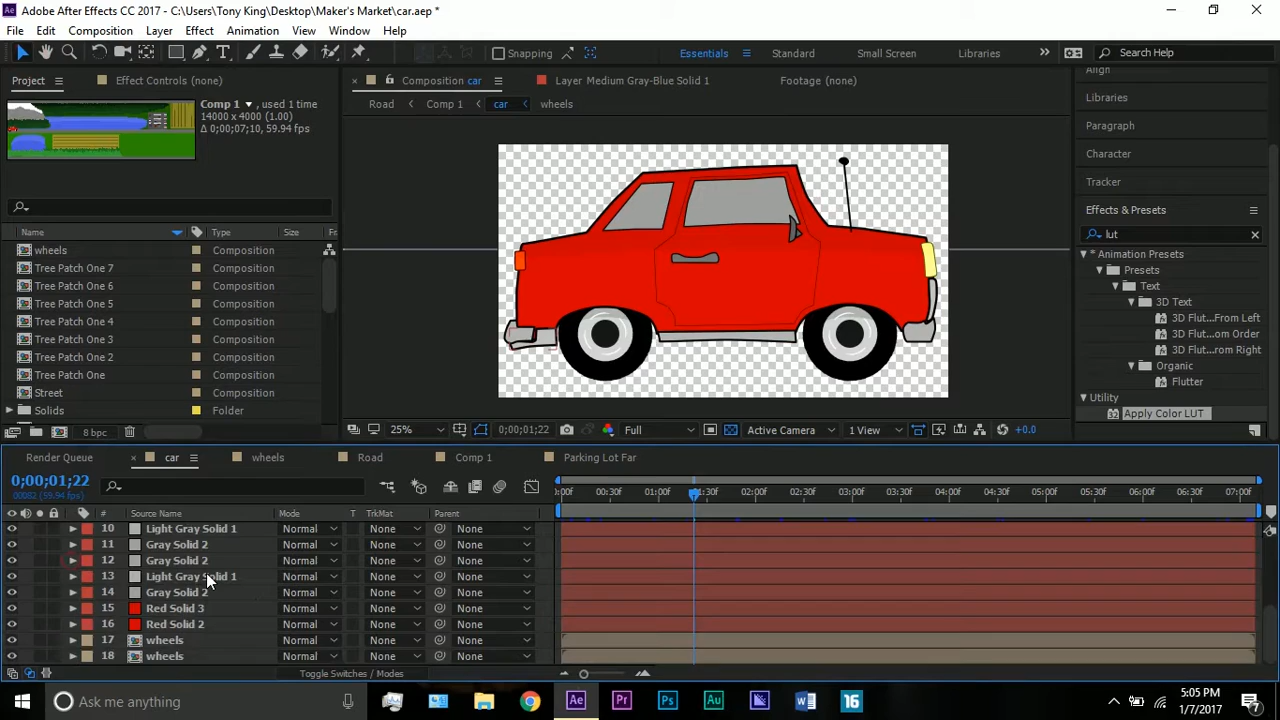 Adobe After Effects CC 2017 - C:\Users\Tony King\Desktop\Maker's Market\car.aep *
File Edit Composition Layer Effect Animation View Window Help
Snapping Essentials Standard Small Screen Libraries Search Help
Project Effect Controls (none) Composition car Layer Medium Gray-Blue Solid 1 Footage (none) Align
Comp 1 , used 1 time
14000 x 4000 (1.00)
Δ 0;00;07;10, 59.94 fps
Road Comp 1 car wheels
Libraries
Paragraph
Character
Tracker
Effects & Presets
lut
* Animation Presets
Presets
Text
3D Text
3D Flut...From Left
3D Flut...om Order
3D Flut...rom Right
Organic
Flutter
Utility
Apply Color LUT
Name Type Size Fr
wheels Composition
Tree Patch One 7 Composition
Tree Patch One 6 Composition
Tree Patch One 5 Composition
Tree Patch One 4 Composition
Tree Patch One 3 Composition
Tree Patch One 2 Composition
Tree Patch One Composition
Street Composition
Solids Folder
8 bpc
25% 0;00;01;22 Full Active Camera 1 View +0.0
Render Queue car wheels Road Comp 1 Parking Lot Far
0;00;01;22
00082 (59.94 fps)
:00f 00:30f 01:00f 01:30f 02:00f 02:30f 03:00f 03:30f 04:00f 04:30f 05:00f 05:30f 06:00f 06:30f 07:00f
# Source Name Mode T TrkMat Parent
10 Light Gray Solid 1 Normal None None
11 Gray Solid 2 Normal None None
12 Gray Solid 2 Normal None None
13 Light Gray Solid 1 Normal None None
14 Gray Solid 2 Normal None None
15 Red Solid 3 Normal None None
16 Red Solid 2 Normal None None
17 wheels Normal None None
18 wheels Normal None None
Toggle Switches / Modes
Ask me anything
Ae Pr Ps Au 16
5:05 PM
1/7/2017
7